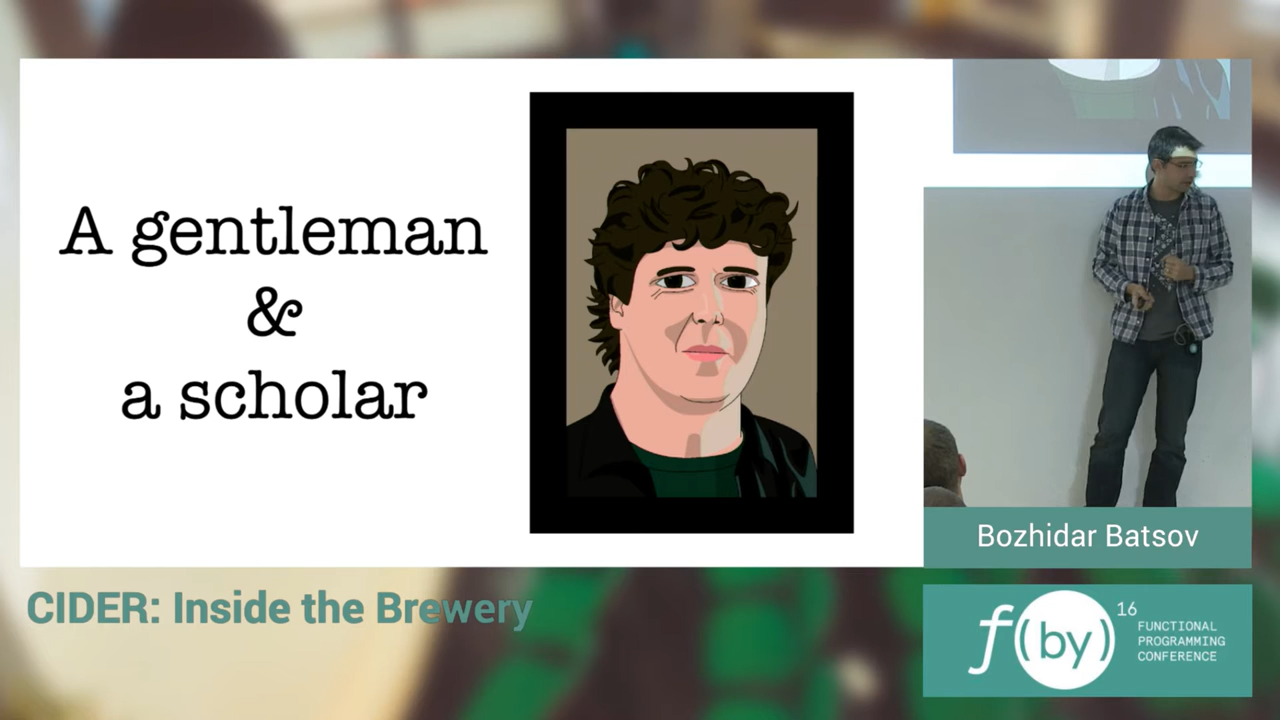 A gentleman
&
a scholar
Bozhidar Batsov
CIDER: Inside the Brewery
f(by)
16
FUNCTIONAL
PROGRAMMING
CONFERENCE